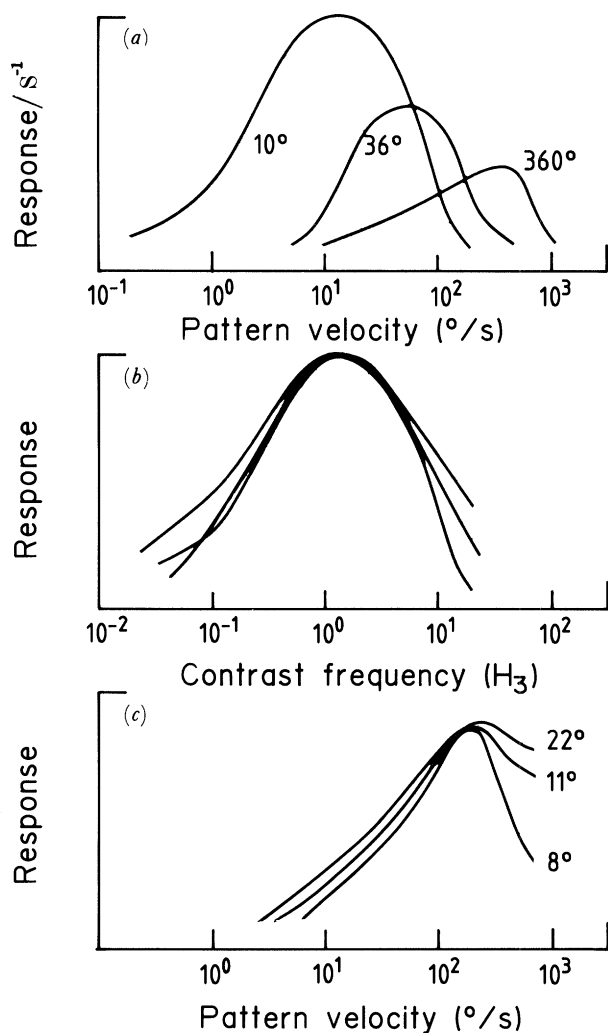 (a)
Response/s⁻¹
10°
36°
360°
10⁻¹ 10⁰ 10¹ 10² 10³
Pattern velocity (°/s)
(b)
Response
10⁻² 10⁻¹ 10⁰ 10¹ 10²
Contrast frequency (H₃)
(c)
Response
22°
11°
8°
10⁰ 10¹ 10² 10³
Pattern velocity (°/s)